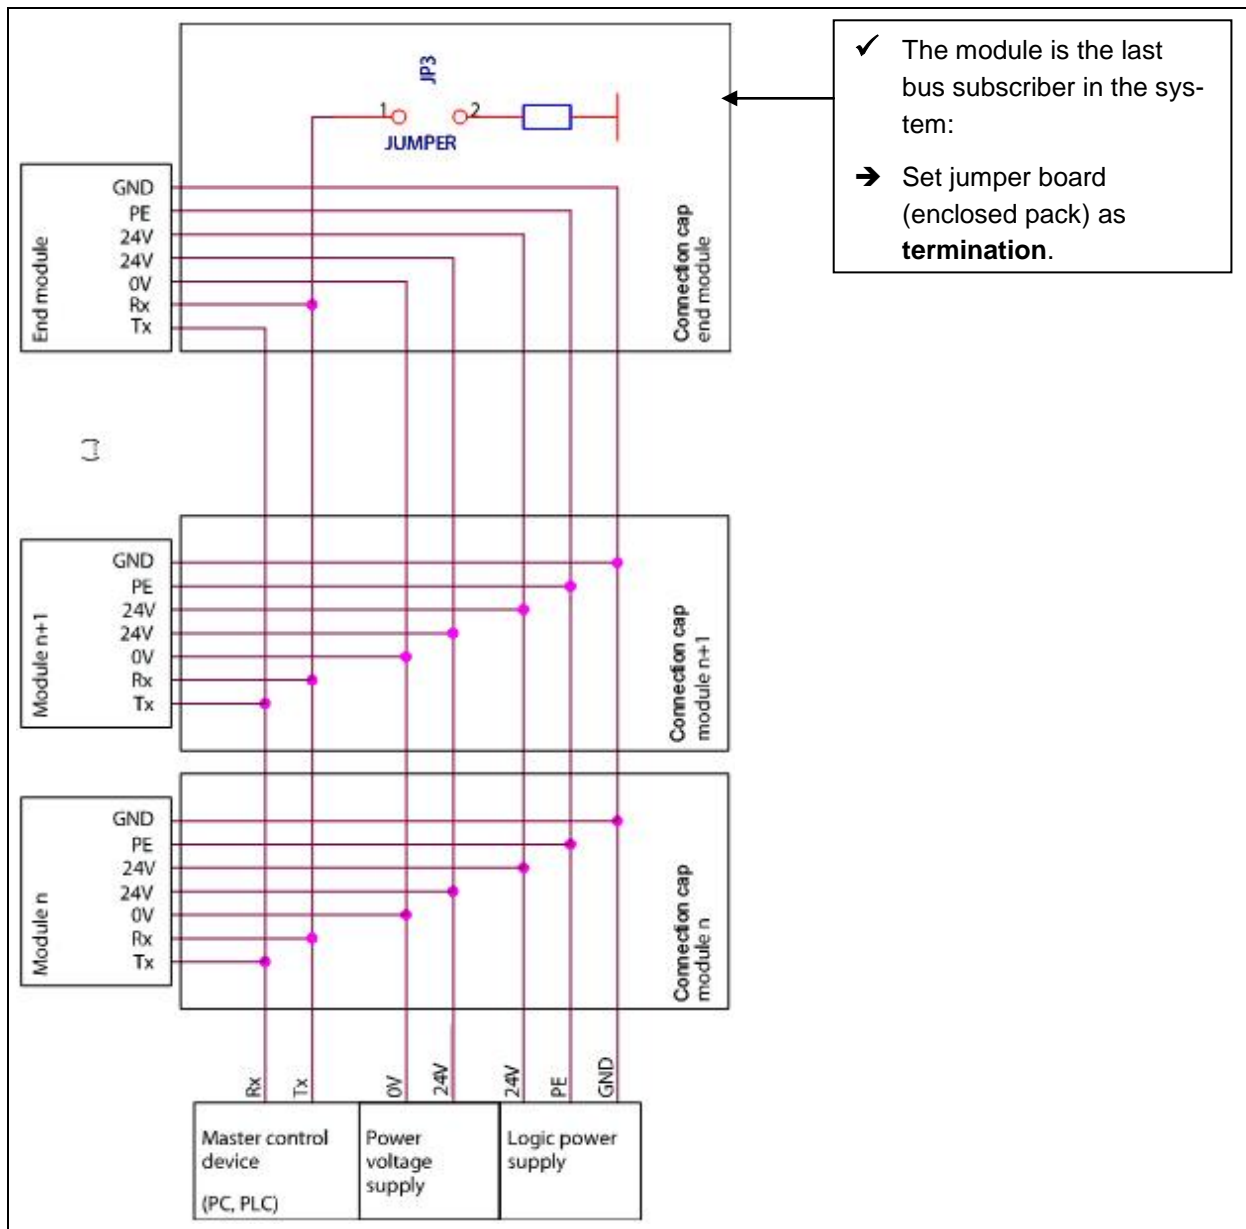 JP3
1
2
JUMPER
✓ The module is the last
bus subscriber in the sys-
tem:
➔ Set jumper board
(enclosed pack) as
termination.
End module
GND
PE
24V
24V
0V
Rx
Tx
Connection cap
end module
(...)
Module n+1
GND
PE
24V
24V
0V
Rx
Tx
Connection cap
module n+1
Module n
GND
PE
24V
24V
0V
Rx
Tx
Connection cap
module n
Rx
Tx
0V
24V
24V
PE
GND
Master control
device
(PC, PLC)
Power
voltage
supply
Logic power
supply